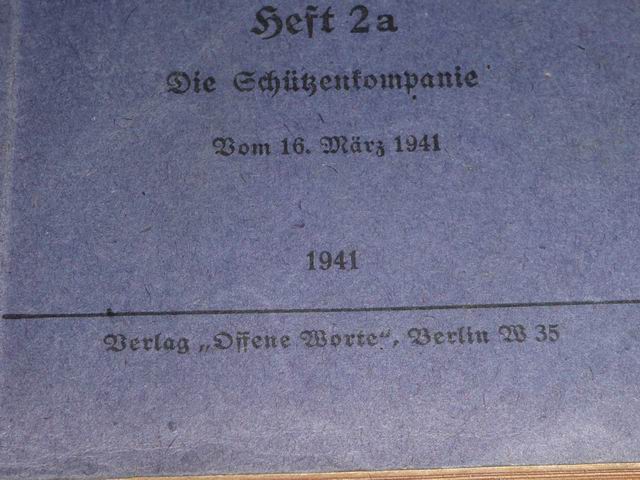 Heft 2a
Die Schützenkompanie
Vom 16. März 1941
1941
Verlag „Offene Worte“, Berlin W 35